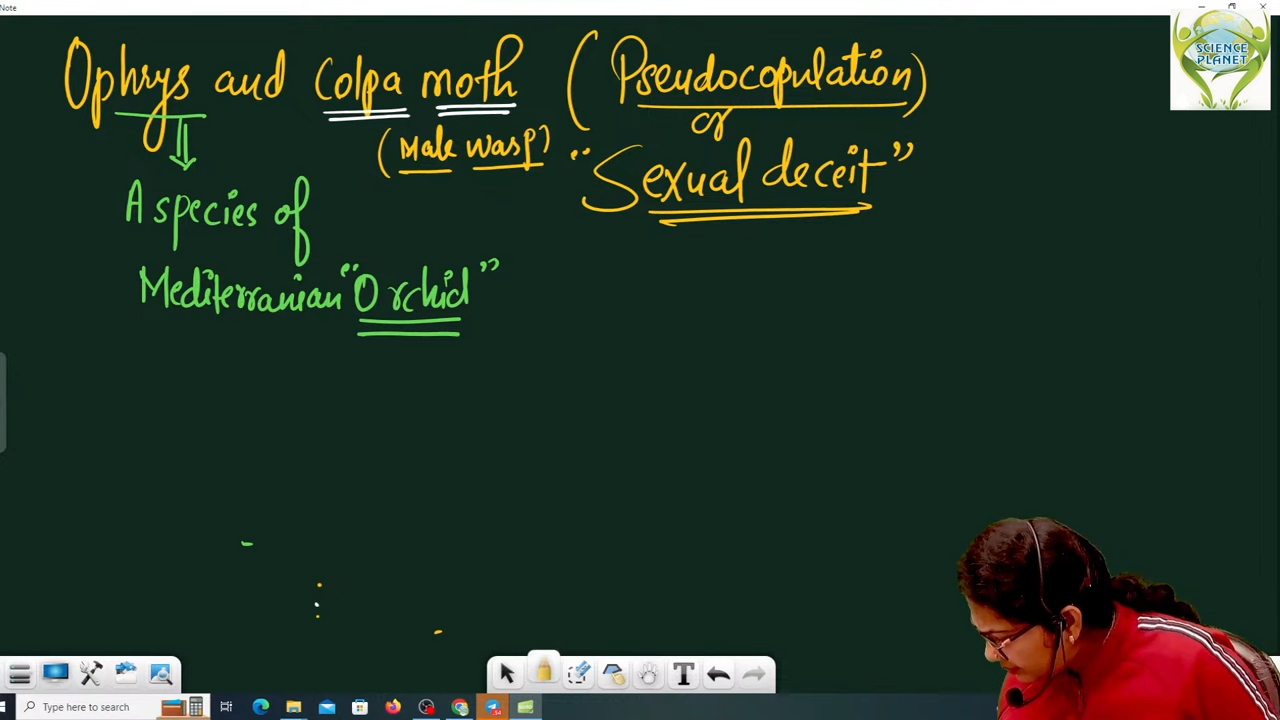 Note
Ophrys and Colpa moth (Pseudocopulation)
or
(Male wasp) "Sexual deceit"
A species of
Mediterranian "Orchid"
SCIENCE
PLANET
T
Type here to search